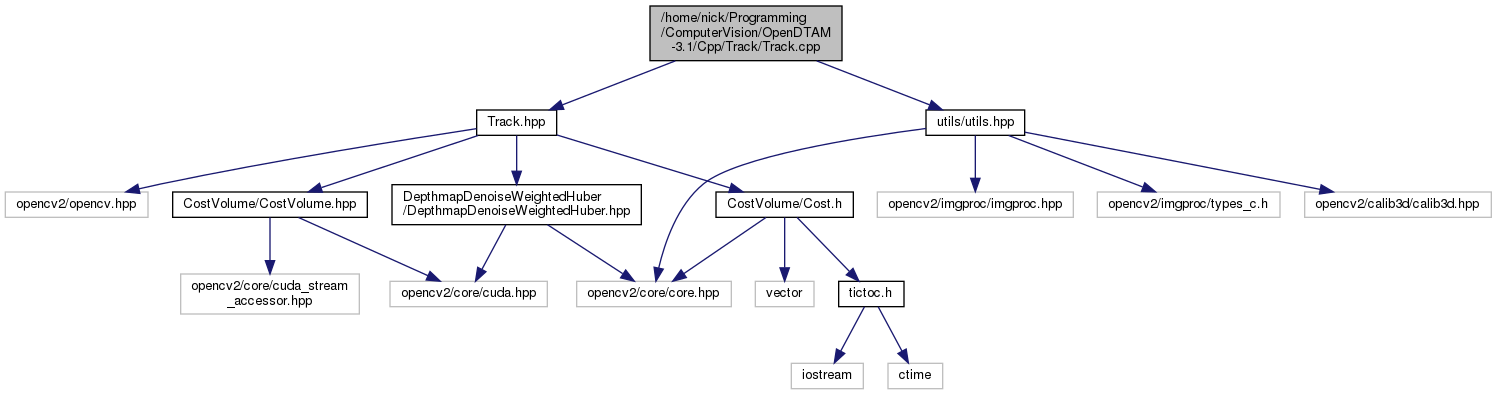 /home/nick/Programming
/ComputerVision/OpenDTAM
-3.1/Cpp/Track/Track.cpp
Track.hpp
utils/utils.hpp
opencv2/opencv.hpp
CostVolume/CostVolume.hpp
DepthmapDenoiseWeightedHuber
/DepthmapDenoiseWeightedHuber.hpp
CostVolume/Cost.h
opencv2/imgproc/imgproc.hpp
opencv2/imgproc/types_c.h
opencv2/calib3d/calib3d.hpp
opencv2/core/cuda_stream
_accessor.hpp
opencv2/core/cuda.hpp
opencv2/core/core.hpp
vector
tictoc.h
iostream
ctime